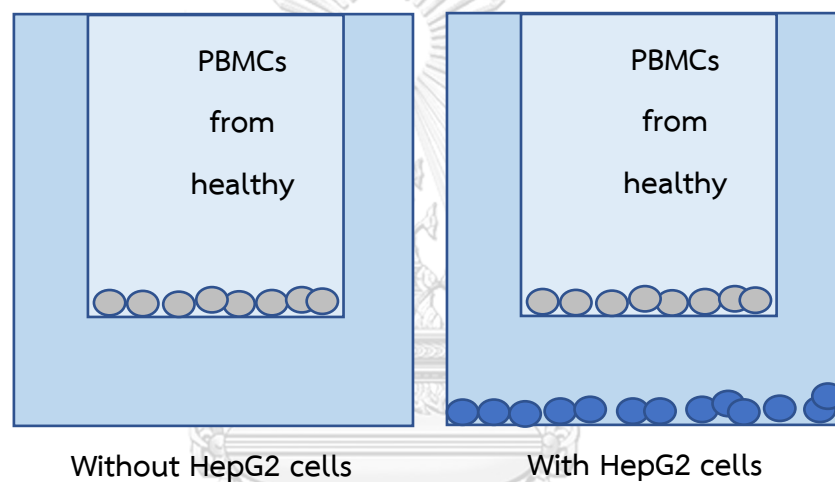 PBMCs
from
healthy
PBMCs
from
healthy
Without HepG2 cells
With HepG2 cells